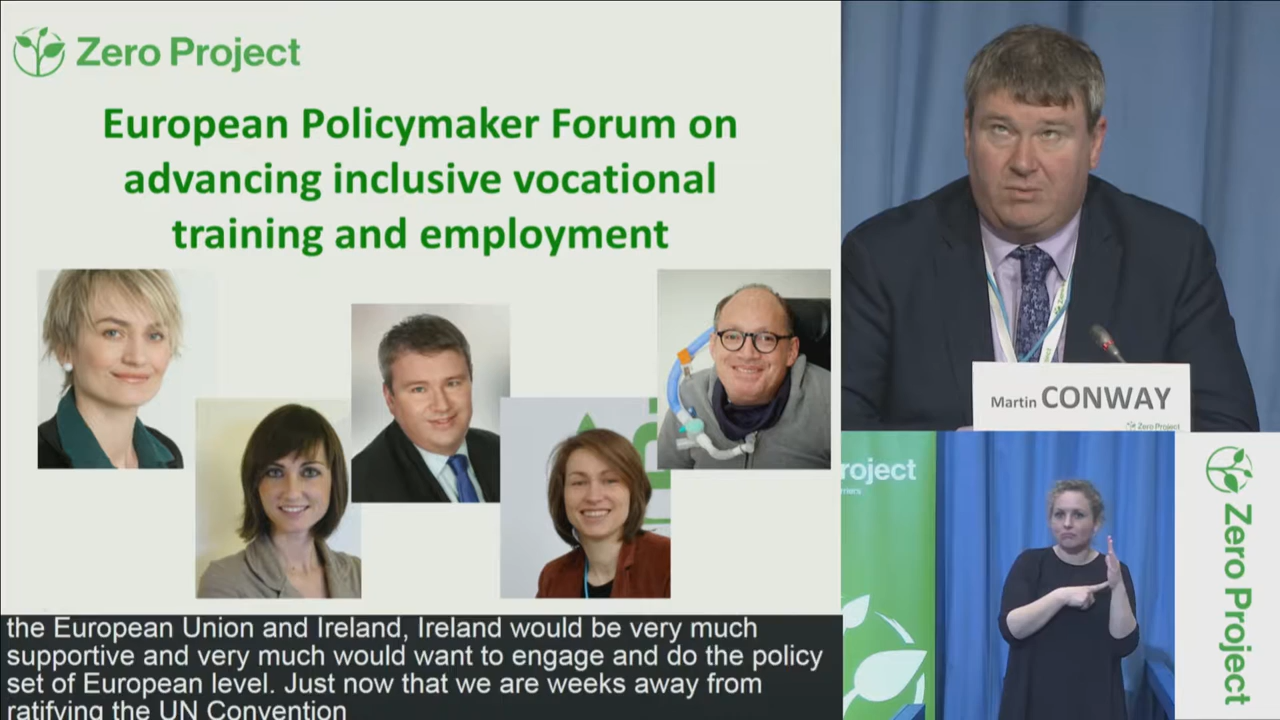 Zero Project
European Policymaker Forum on
advancing inclusive vocational
training and employment
the European Union and Ireland, Ireland would be very much
supportive and very much would want to engage and do the policy
set of European level. Just now that we are weeks away from
ratifying the UN Convention
Martin CONWAY
Zero Project
roject
rriers
Zero Project